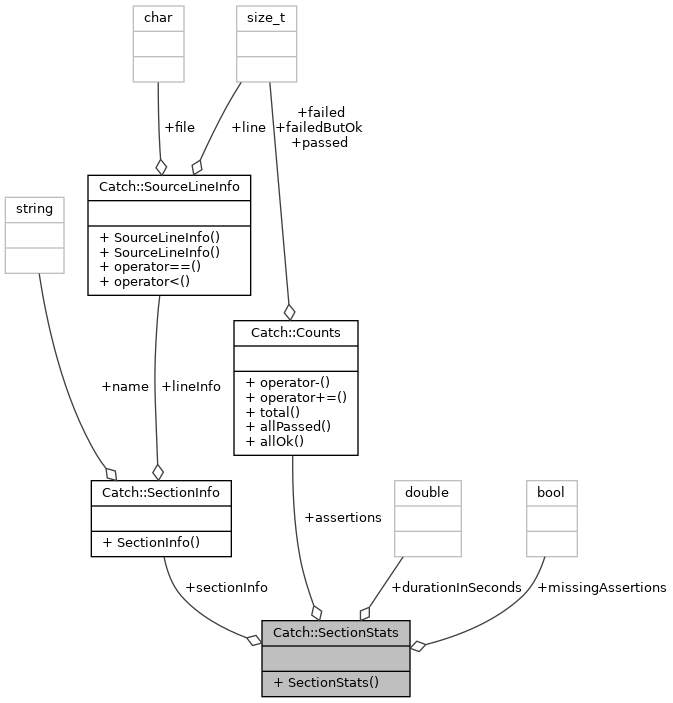 char
size_t
+failed
+failedButOk
+passed
+file
+line
Catch::SourceLineInfo
+ SourceLineInfo()
+ SourceLineInfo()
+ operator==()
+ operator<()
string
Catch::Counts
+ operator-()
+ operator+=()
+ total()
+ allPassed()
+ allOk()
+name
+lineInfo
Catch::SectionInfo
+ SectionInfo()
double
bool
+assertions
+sectionInfo
+durationInSeconds
+missingAssertions
Catch::SectionStats
+ SectionStats()